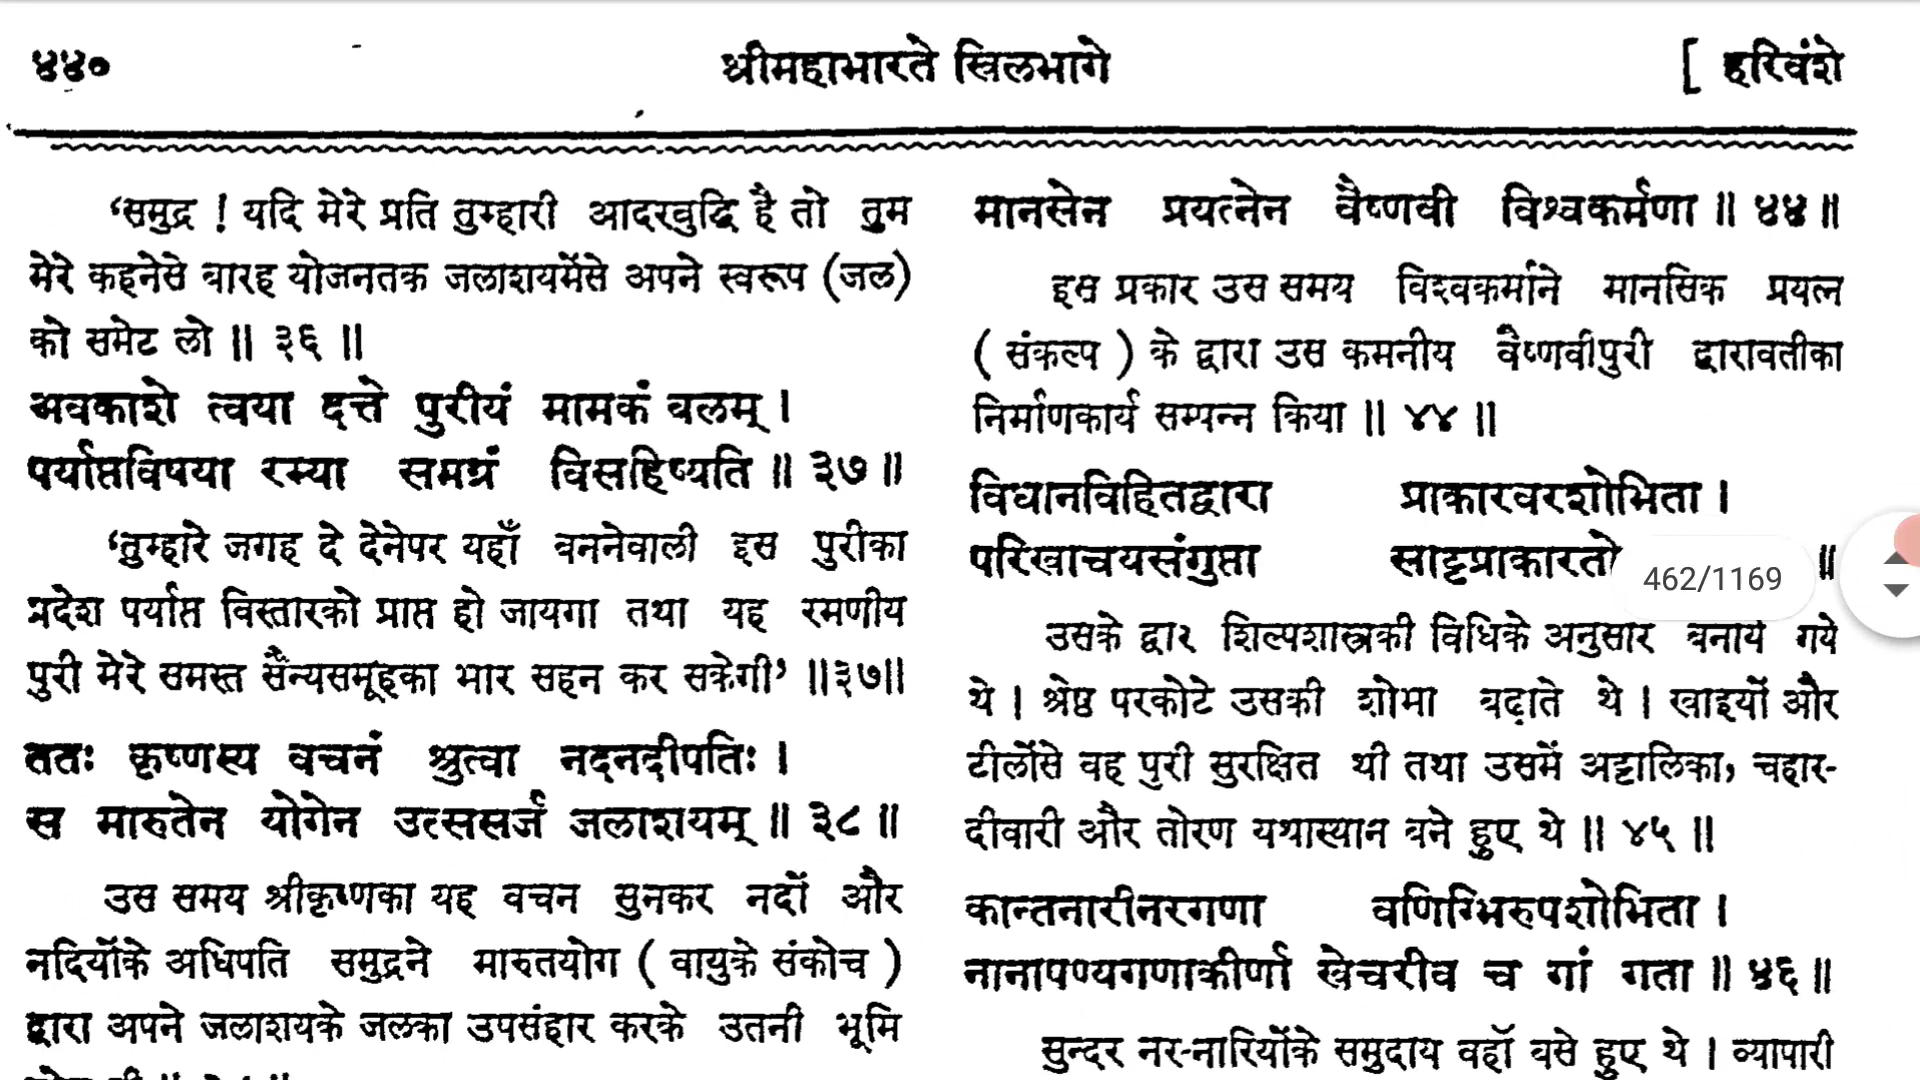 ४४०
श्रीमहाभारते खिलभागे
[ हरिवंशे
‘समुद्र ! यदि मेरे प्रति तुम्हारी आदरबुद्धि है तो तुम
मेरे कहनेसे बारह योजनतक जलाशयमेंसे अपने स्वरूप (जल)
को समेट लो ॥ ३६ ॥
अवकाशे त्वया दत्ते पुरीयं मामकं बलम् ।
पर्याप्तविषया रम्या समग्रं विसहिष्यति ॥ ३७ ॥
‘तुम्हारे जगह दे देनेपर यहाँ बननेवाली इस पुरीका
प्रदेश पर्याप्त विस्तारको प्राप्त हो जायगा तथा यह रमणीय
पुरी मेरे समस्त सैन्यसमूहका भार सहन कर सकेगी’ ॥३७॥
ततः कृष्णस्य वचनं श्रुत्वा नदनदीपतिः ।
स मारुतेन योगेन उत्ससर्ज जलाशयम् ॥ ३८ ॥
उस समय श्रीकृष्णका यह वचन सुनकर नदों और
नदियोंके अधिपति समुद्रने मारुतयोग ( वायुके संकोच )
द्वारा अपने जलाशयके जलका उपसंहार करके उतनी भूमि
मानसेन प्रयत्नेन वैष्णवी विश्वकर्मणा ॥ ४४ ॥
इस प्रकार उस समय विश्वकर्माने मानसिक प्रयत्न
( संकल्प ) के द्वारा उस कमनीय वैष्णवीपुरी द्वारावतीका
निर्माणकार्य सम्पन्न किया ॥ ४४ ॥
विधानविहितद्वारा प्राकारवरशोभिता ।
परिखाचयसंगुप्ता साट्टप्राकारतो ॥
462/1169
उसके द्वार शिल्पशास्त्रकी विधिके अनुसार बनाये गये
थे । श्रेष्ठ परकोटे उसकी शोभा बढ़ाते थे । खाइयों और
टीलोंसे वह पुरी सुरक्षित थी तथा उसमें अट्टालिका, चहार-
दीवारी और तोरण यथास्थान बने हुए थे ॥ ४५ ॥
कान्तनारीनरगणा वणिग्भिरुपशोभिता ।
नानापण्यगणाकीर्णा खेचरीव च गां गता ॥ ४६ ॥
सुन्दर नर-नारियोंके समुदाय वहाँ बसे हुए थे । व्यापारी